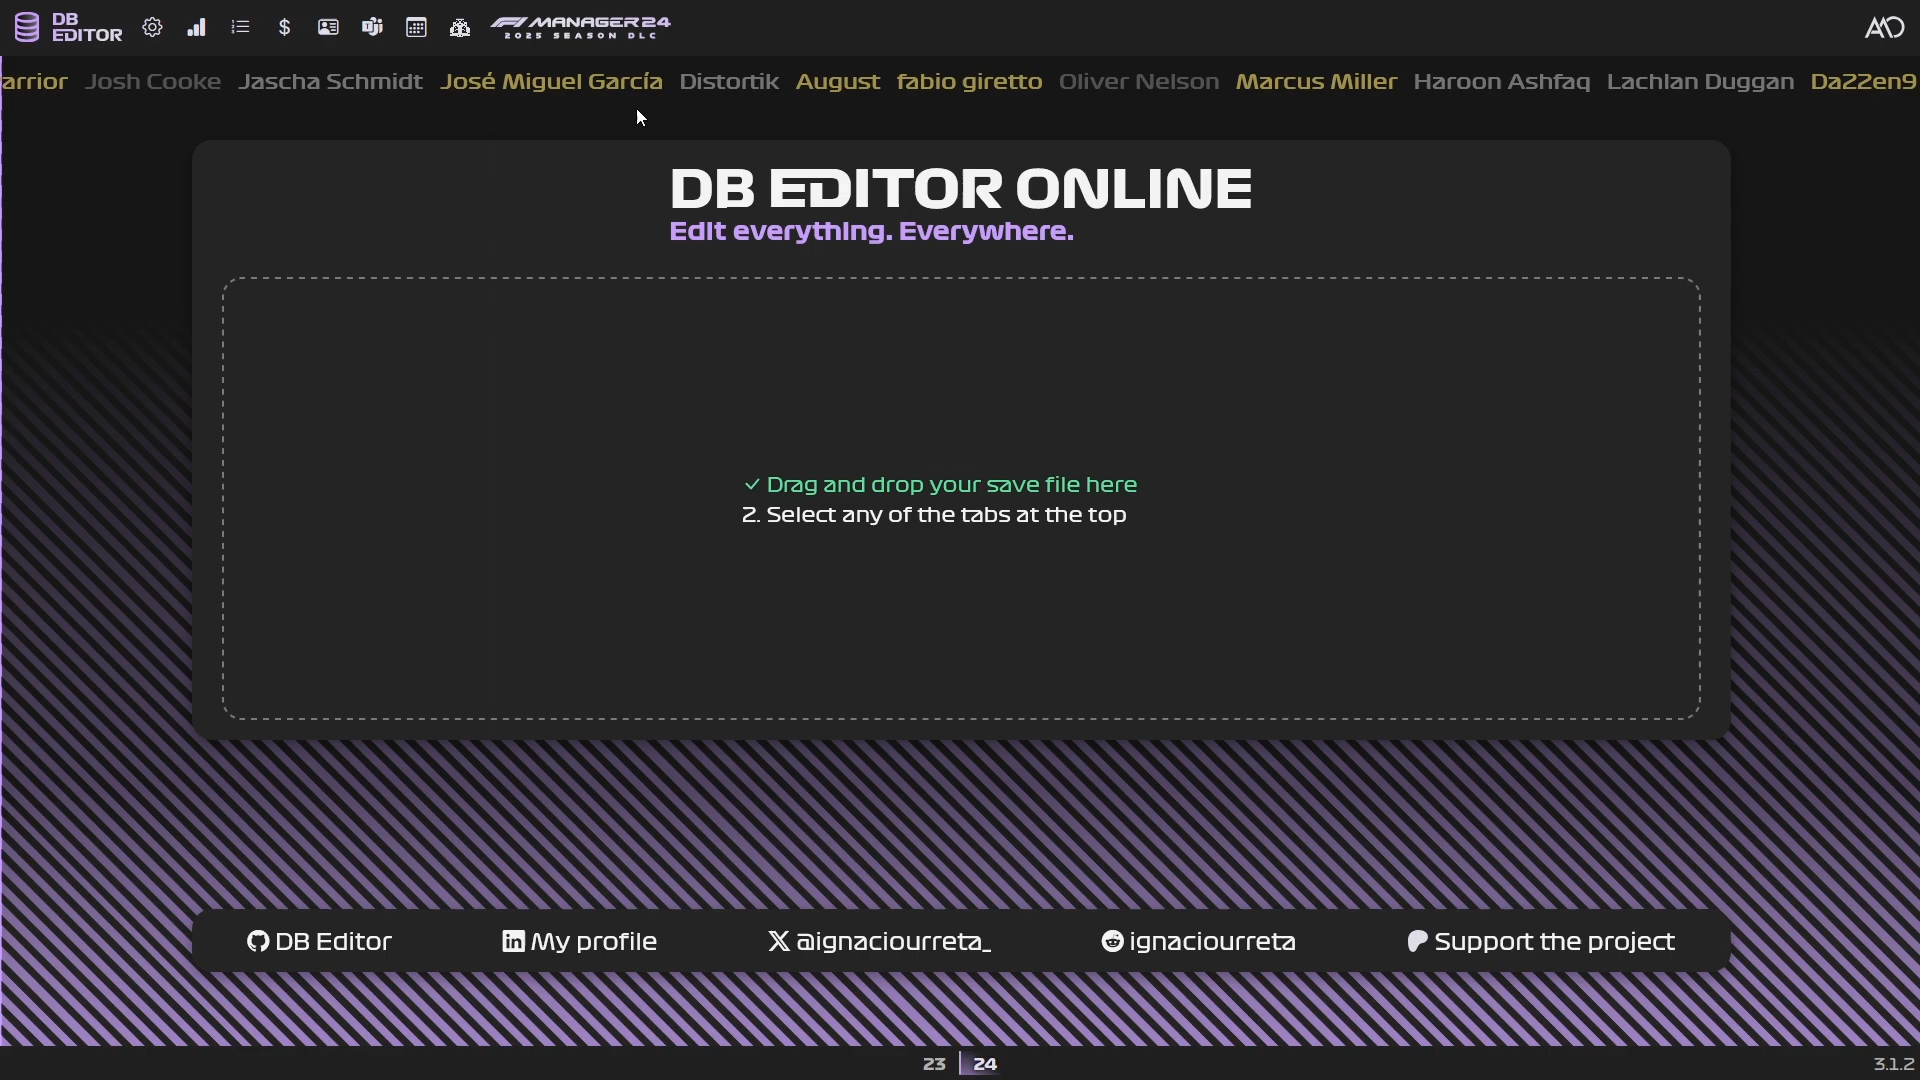 DB
EDITOR
MANAGER24
2025 SEASON DLC
arrior Josh Cooke Jascha Schmidt José Miguel García Distortik August fabio giretto Oliver Nelson Marcus Miller Haroon Ashfaq Lachlan Duggan Da22en9
DB EDITOR ONLINE
Edit everything. Everywhere.
Drag and drop your save file here
2. Select any of the tabs at the top
DB Editor
My profile
@ignaciourreta_
ignaciourreta
Support the project
23 24
3.1.2